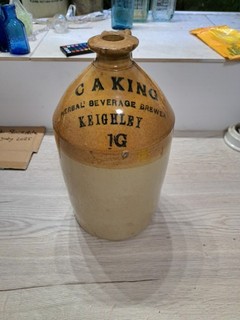 C A KING
HERBAL BEVERAGE BREWER
KEIGHLEY
1G